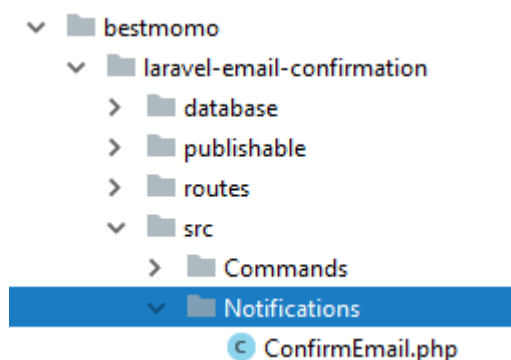 bestmomo
laravel-email-confirmation
database
publishable
routes
src
Commands
Notifications
C ConfirmEmail.php